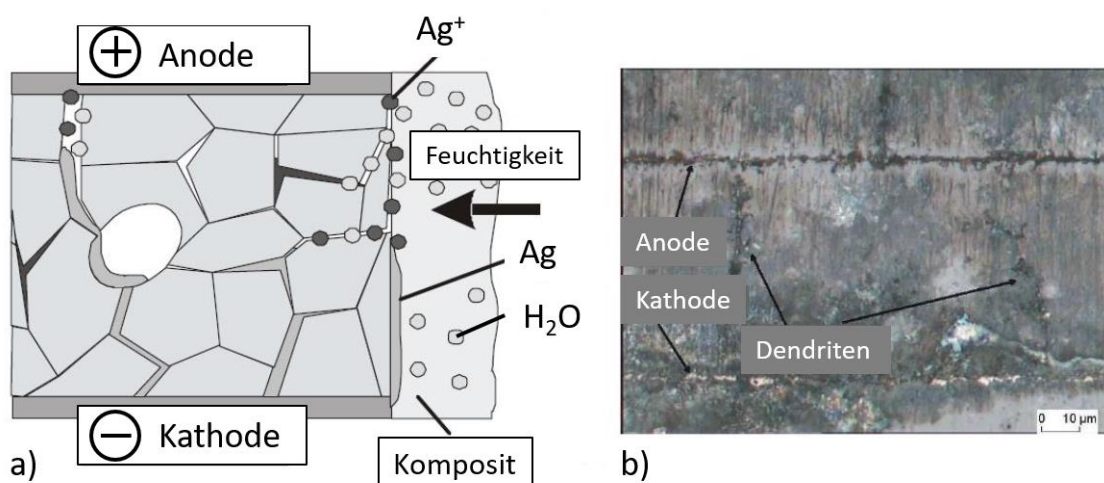 + Anode
Ag⁺
Feuchtigkeit
Ag
H₂O
− Kathode
Komposit
a)
Anode
Kathode
Dendriten
0 10 µm
b)